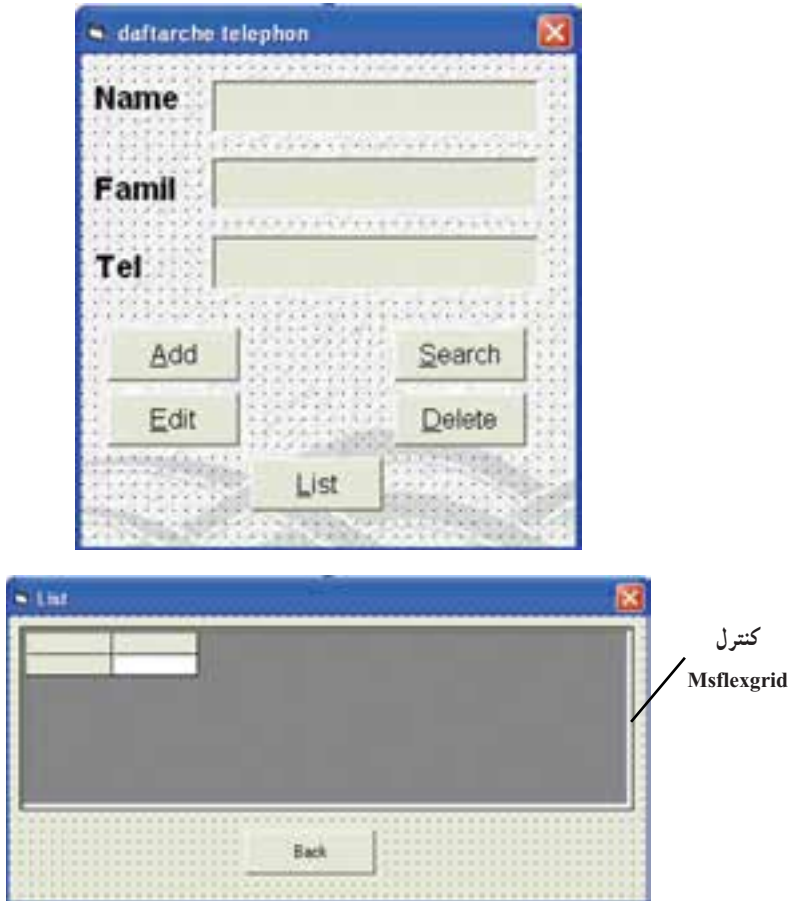 daftarche telephon
Name
Famil
Tel
Add
Search
Edit
Delete
List
List
کنترل
Msflexgrid
Back